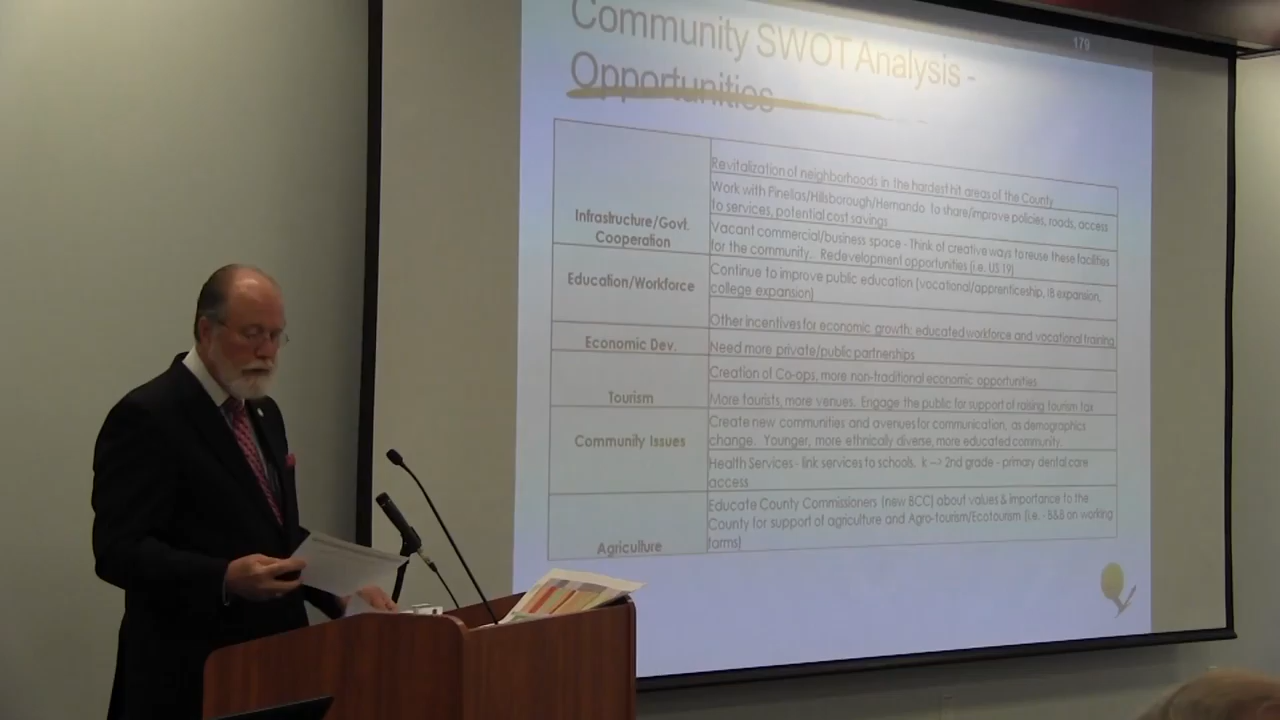 179
Community SWOT Analysis -
Opportunities
Infrastructure/Govt.
Cooperation
Revitalization of neighborhoods in the hardest hit areas of the County
Work with Pinellas/Hillsborough/Hernando to share/improve policies, roads, access
to services, potential cost savings
Vacant commercial/business space - Think of creative ways to reuse these facilities
for the community. Redevelopment opportunities (i.e. US 19)
Education/Workforce
Continue to improve public education (vocational/apprenticeship, IB expansion,
college expansion)
Other incentives for economic growth: educated workforce and vocational training
Economic Dev.
Need more private/public partnerships
Creation of Co-ops, more non-traditional economic opportunities
Tourism
More tourists, more venues. Engage the public for support of raising tourism tax
Community Issues
Create new communities and avenues for communication, as demographics
change. Younger, more ethnically diverse, more educated community.
Health Services - link services to schools. k --> 2nd grade - primary dental care
access
Agriculture
Educate County Commissioners (new BCC) about values & importance to the
County for support of agriculture and Agro-tourism/Ecotourism (i.e. - B&B on working
farms)